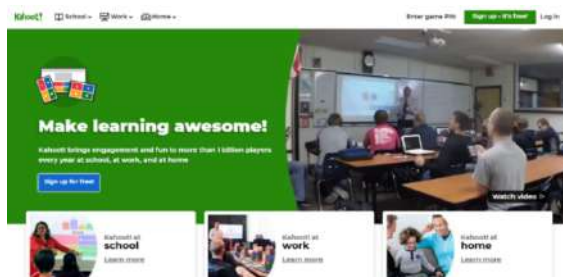 Kahoot! School Work Home Enter game PIN Sign up - it's free! Log in
Make learning awesome!
Kahoot! brings engagement and fun to more than 1 billion players
every year at school, at work, and at home
Sign up for free!
Watch video
Kahoot! at
school
Learn more
Kahoot! at
work
Learn more
Kahoot! at
home
Learn more